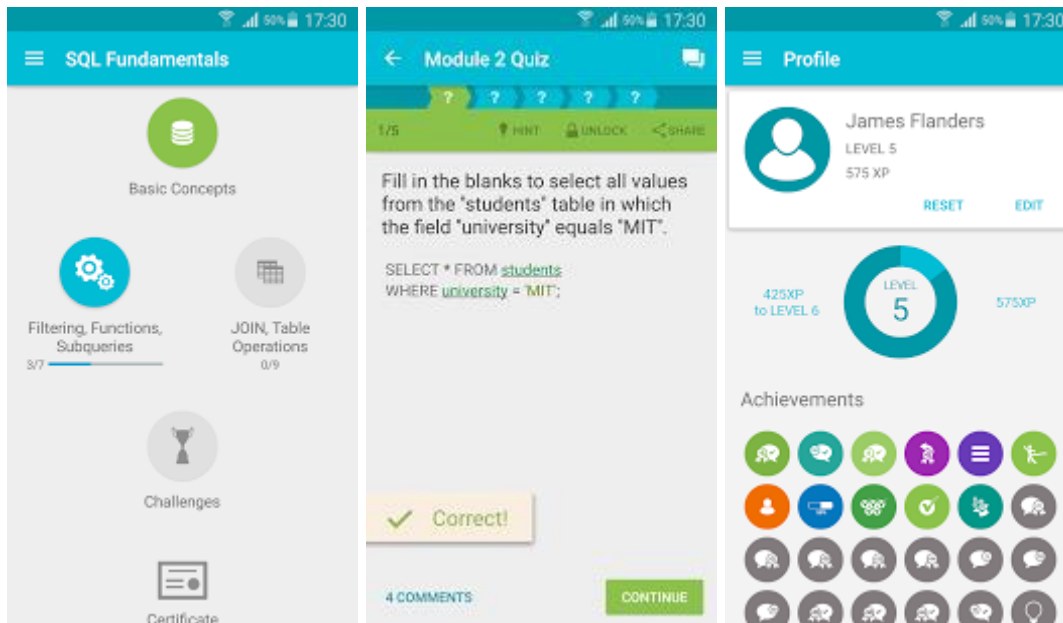 50% 17:30
SQL Fundamentals
Basic Concepts
Filtering, Functions,
Subqueries
3/7
JOIN, Table
Operations
0/9
Challenges
Certificate
50% 17:30
Module 2 Quiz
? ? ? ? ?
1/5 HINT UNLOCK SHARE
Fill in the blanks to select all values
from the "students" table in which
the field "university" equals "MIT".
SELECT * FROM students
WHERE university = 'MIT';
Correct!
4 COMMENTS
CONTINUE
50% 17:30
Profile
James Flanders
LEVEL 5
575 XP
RESET EDIT
425XP
to LEVEL 6
LEVEL
5
575XP
Achievements